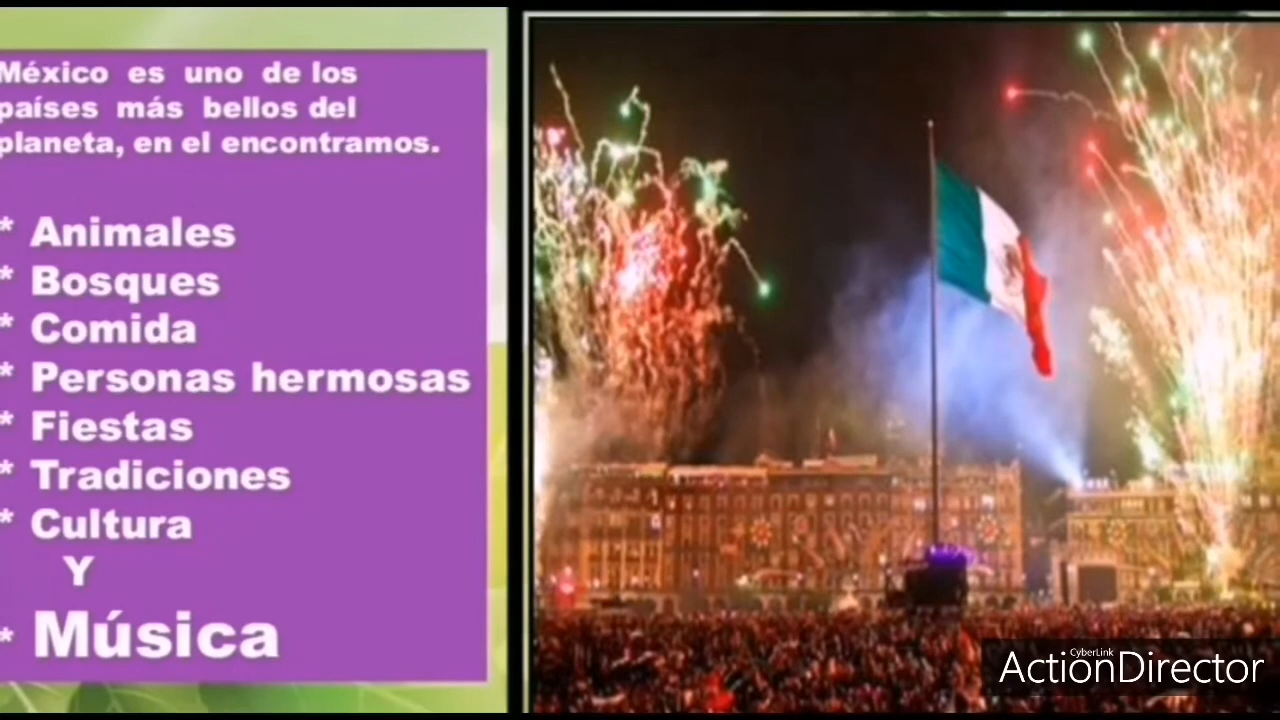 México es uno de los
países más bellos del
planeta, en el encontramos.
* Animales
* Bosques
* Comida
* Personas hermosas
* Fiestas
* Tradiciones
* Cultura
Y
* Música
CyberLink
ActionDirector